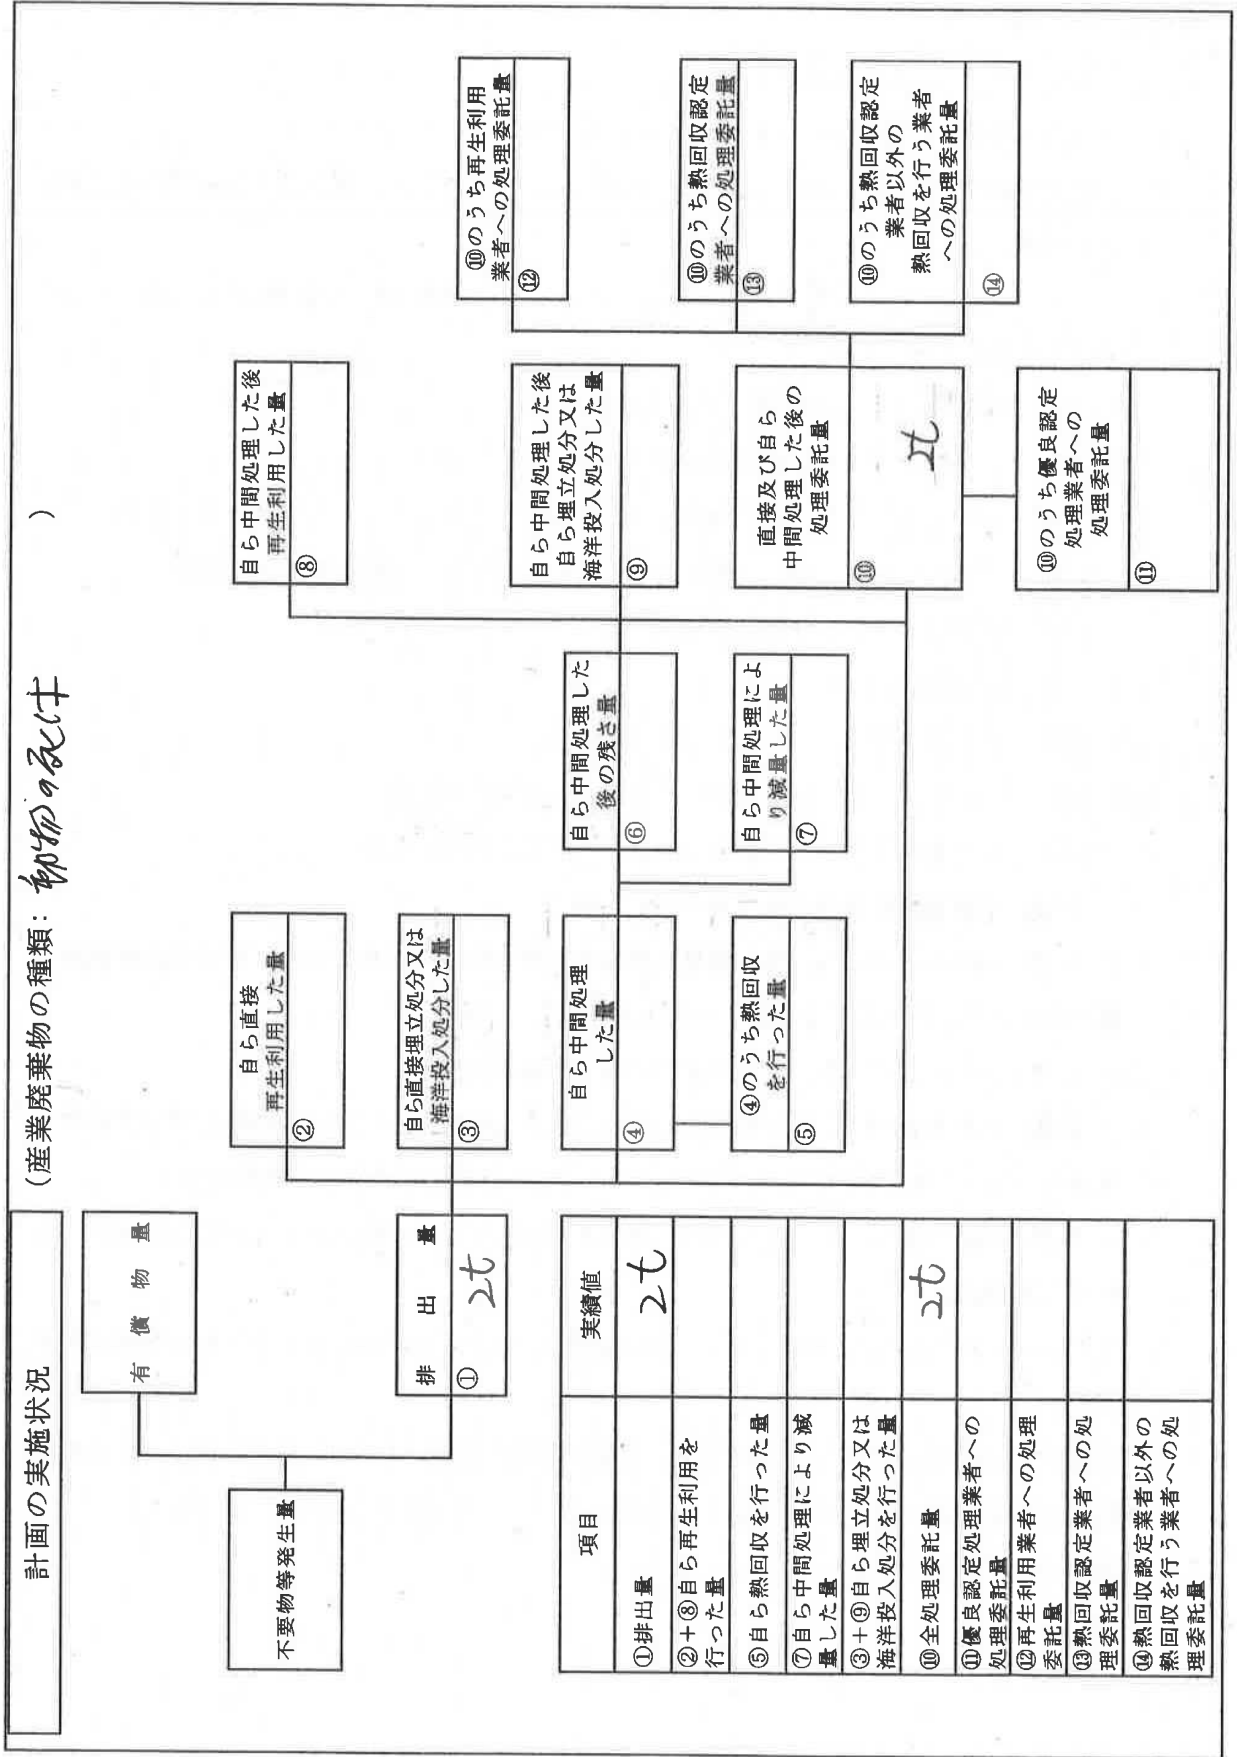 計画の実施状況
(産業廃棄物の種類: 動物の死体 )
有償物量
不要物等発生量
排出量
①
2t
自ら直接
再生利用した量
②
自ら直接埋立処分又は
海洋投入処分した量
③
自ら中間処理
した量
④
④のうち熱回収
を行った量
⑤
自ら中間処理した
後の残さ量
⑥
自ら中間処理によ
り減量した量
⑦
自ら中間処理した後
再生利用した量
⑧
自ら中間処理した後
自ら埋立処分又は
海洋投入処分した量
⑨
直接及び自ら
中間処理した後の
処理委託量
⑩
2t
⑩のうち優良認定
処理業者への
処理委託量
⑪
⑩のうち再生利用
業者への処理委託量
⑫
⑩のうち熱回収認定
業者への処理委託量
⑬
⑩のうち熱回収認定
業者以外の
熱回収を行う業者
への処理委託量
⑭
項目 実績値
①排出量 2t
②+⑧自ら再生利用を
行った量
⑤自ら熱回収を行った量
⑦自ら中間処理により減
量した量
③+⑨自ら埋立処分又は
海洋投入処分を行った量
⑩全処理委託量 2t
⑪優良認定処理業者への
処理委託量
⑫再生利用業者への処理
委託量
⑬熱回収認定業者への処
理委託量
⑭熱回収認定業者以外の
熱回収を行う業者への処
理委託量